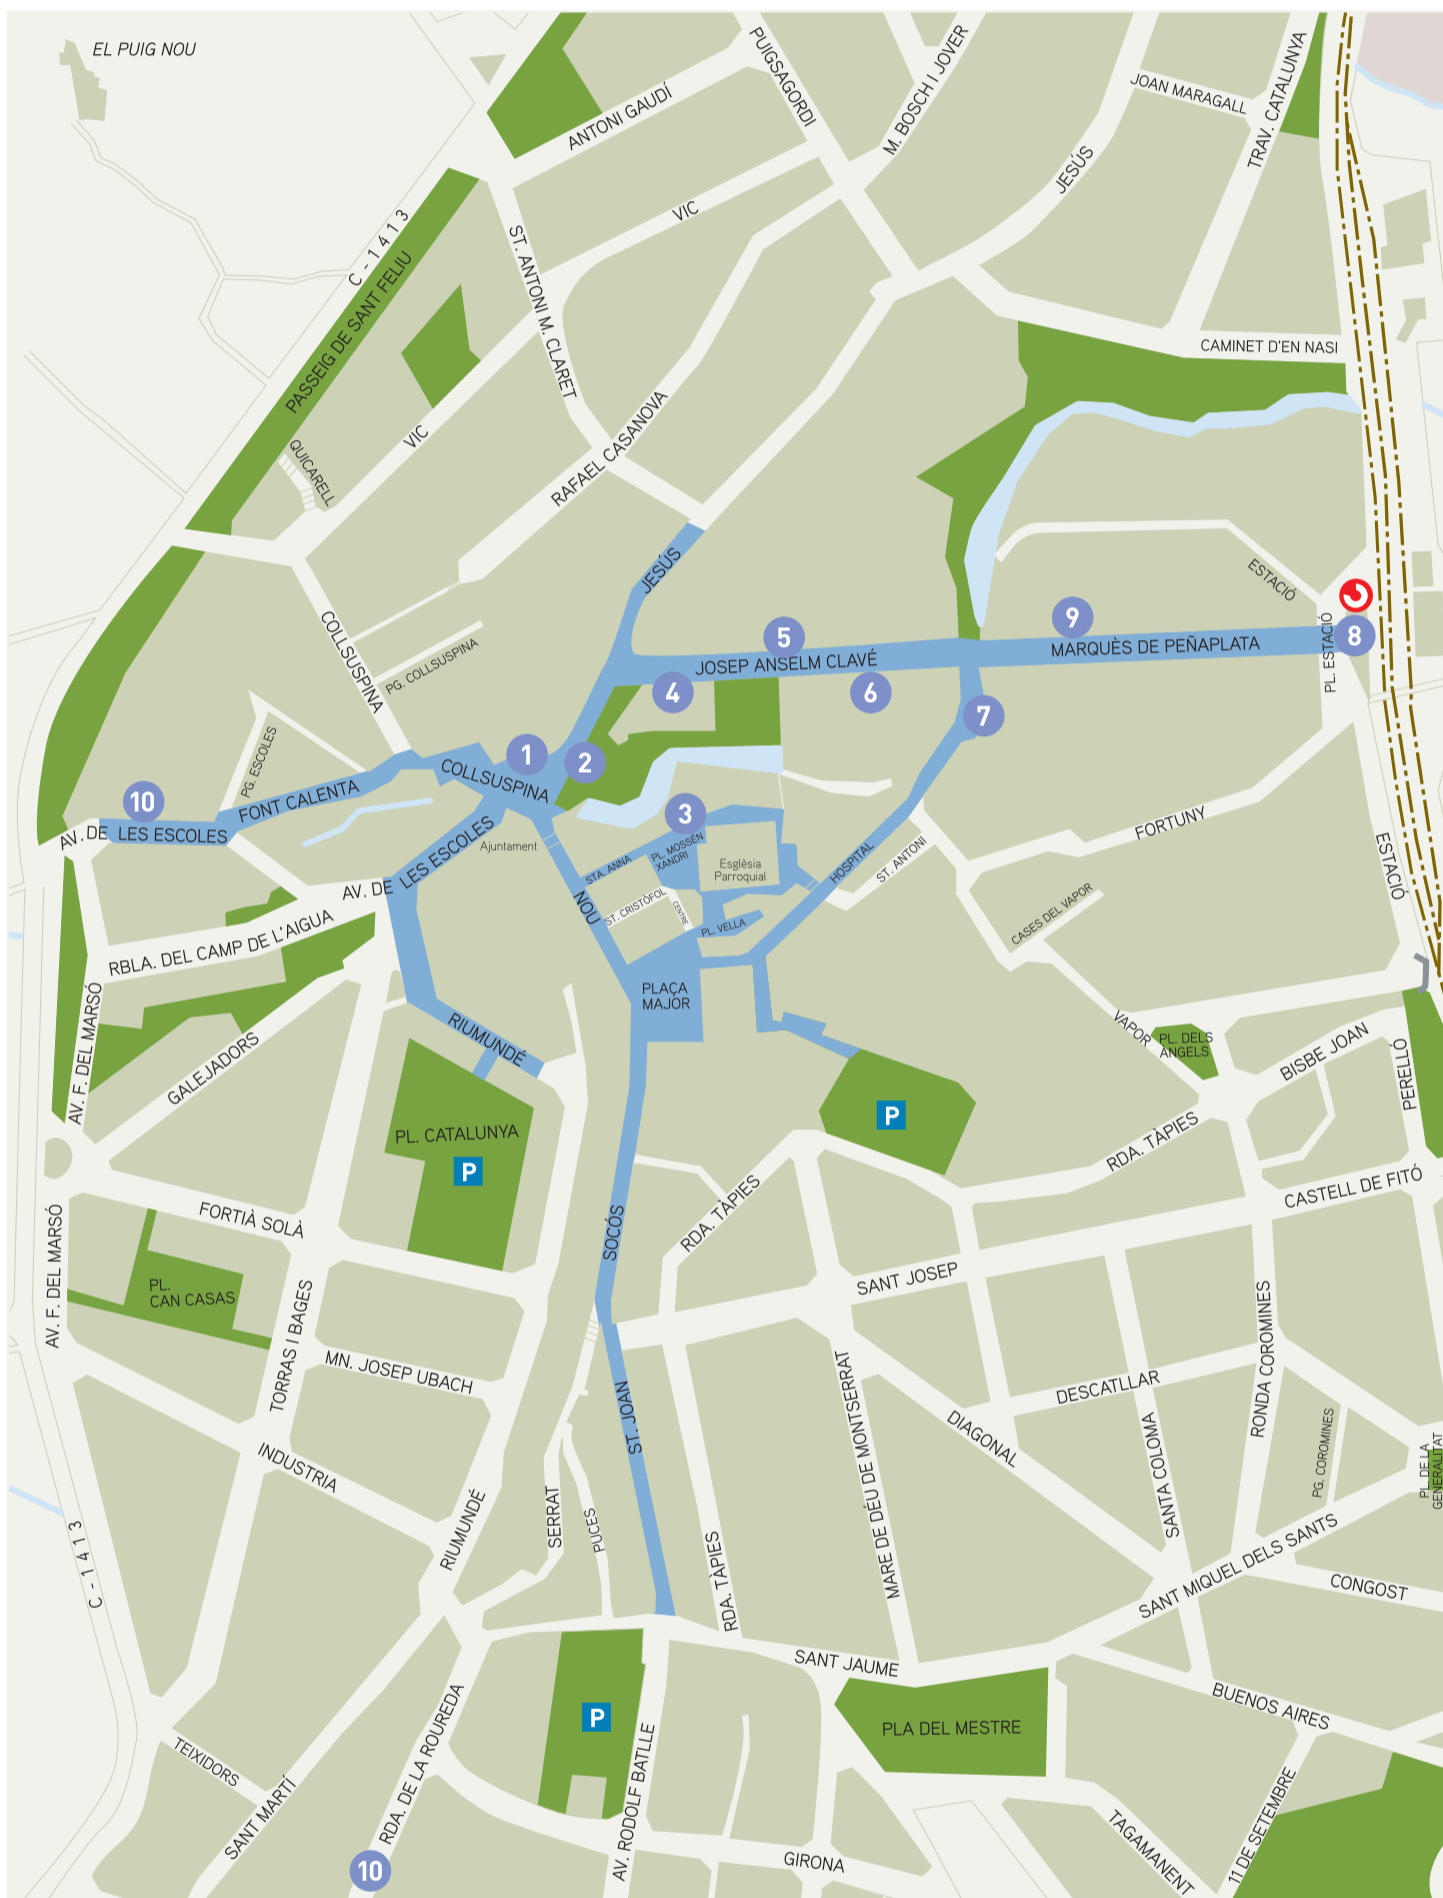 EL PUIG NOU
PUIGSAGORDI
M. BOSCH I JOVER
JOAN MARAGALL
TRAV. CATALUNYA
ANTONI GAUDÍ
JESÚS
VIC
C - 1413
PASSEIG DE SANT FELIU
ST. ANTONI M. CLARET
CAMINET D'EN NASI
VIC
QUICARELL
RAFAEL CASANOVA
JESÚS
ESTACIÓ
COLLSUSPINA
PG. COLLSUSPINA
5
9
8
JOSEP ANSELM CLAVÉ
MARQUÈS DE PEÑAPLATA
PL. ESTACIÓ
4
6
7
PG. ESCOLES
1
2
COLLSUSPINA
10
FONT CALENTA
AV. DE LES ESCOLES
3
AV. DE LES ESCOLES
Ajuntament
STA. ANNA
PL. MOSSÈN
XANDRI
Església
Parroquial
HOSPITAL
ST. ANTONI
FORTUNY
ESTACIÓ
NOU
ST. CRISTÒFOL
CENTRE
PL. VELLA
CASES DEL VAPOR
RBLA. DEL CAMP DE L'AIGUA
PLAÇA
MAJOR
AV. F. DEL MARSÓ
GALEJADORS
RIUMUNDÉ
VAPOR
PL. DELS
ÀNGELS
BISBE JOAN
PERELLÓ
PL. CATALUNYA
P
P
RDA. TÀPIES
CASTELL DE FITÓ
AV. F. DEL MARSÓ
FORTIÀ SOLÀ
SOCÓS
RDA. TÀPIES
SANT JOSEP
PL.
CAN CASAS
TORRAS I BAGES
MN. JOSEP UBACH
RONDA COROMINES
DESCATLLAR
ST. JOAN
MARE DE DÉU DE MONTSERRAT
DIAGONAL
SANTA COLOMA
PG. COROMINES
PL. DE LA
GENERALITAT
INDUSTRIA
RIUMUNDÉ
SERRAT
PUCES
C - 1413
RDA. TÀPIES
SANT MIQUEL DELS SANTS
CONGOST
SANT JAUME
P
PLA DEL MESTRE
BUENOS AIRES
TEIXIDORS
SANT MARTÍ
RDA. DE LA ROUREDA
AV. RODOLF BATLLE
GIRONA
TAGAMANENT
11 DE SETEMBRE
10